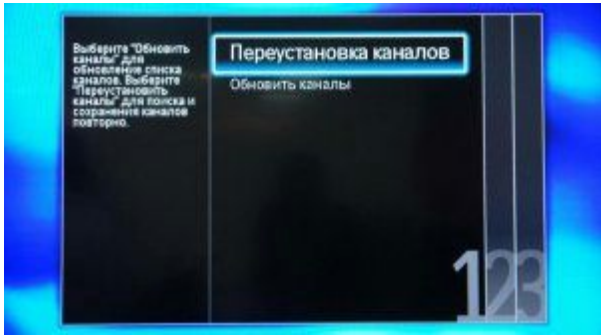 Выберите "Обновить
каналы" для
обновление списка
каналов. Выберите
"Переустановить
каналы" для поиска и
сохранения каналов
повторно.
Переустановка каналов
Обновить каналы
123